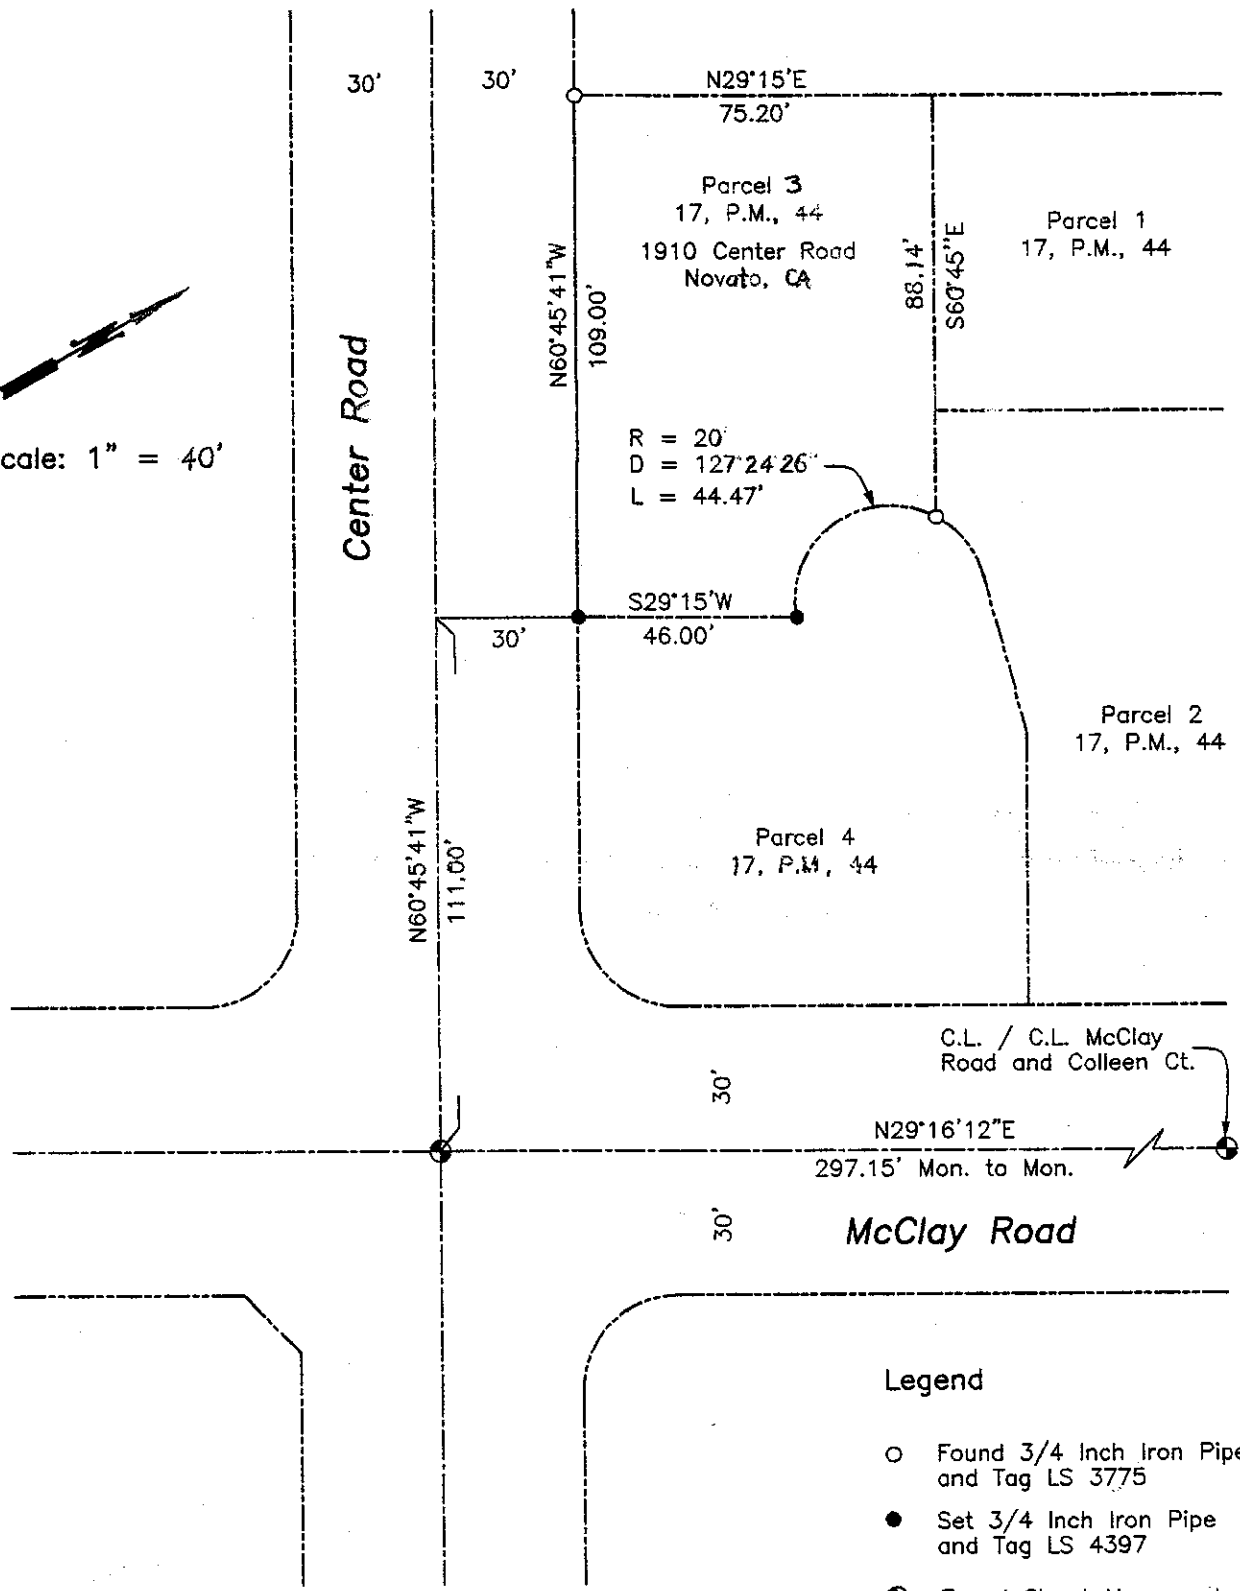 30'
30'
N29°15'E
75.20'
Parcel 3
17, P.M., 44
1910 Center Road
Novato, CA
Parcel 1
17, P.M., 44
88.14'
S60°45"E
N60°45'41"W
109.00'
Center Road
cale: 1" = 40'
R = 20'
D = 127°24'26"
L = 44.47'
S29°15'W
46.00'
30'
Parcel 2
17, P.M., 44
N60°45'41"W
111.00'
Parcel 4
17, P.M, 44
C.L. / C.L. McClay
Road and Colleen Ct.
30'
N29°16'12"E
297.15' Mon. to Mon.
30'
McClay Road
Legend
Found 3/4 Inch Iron Pipe
and Tag LS 3775
Set 3/4 Inch Iron Pipe
and Tag LS 4397